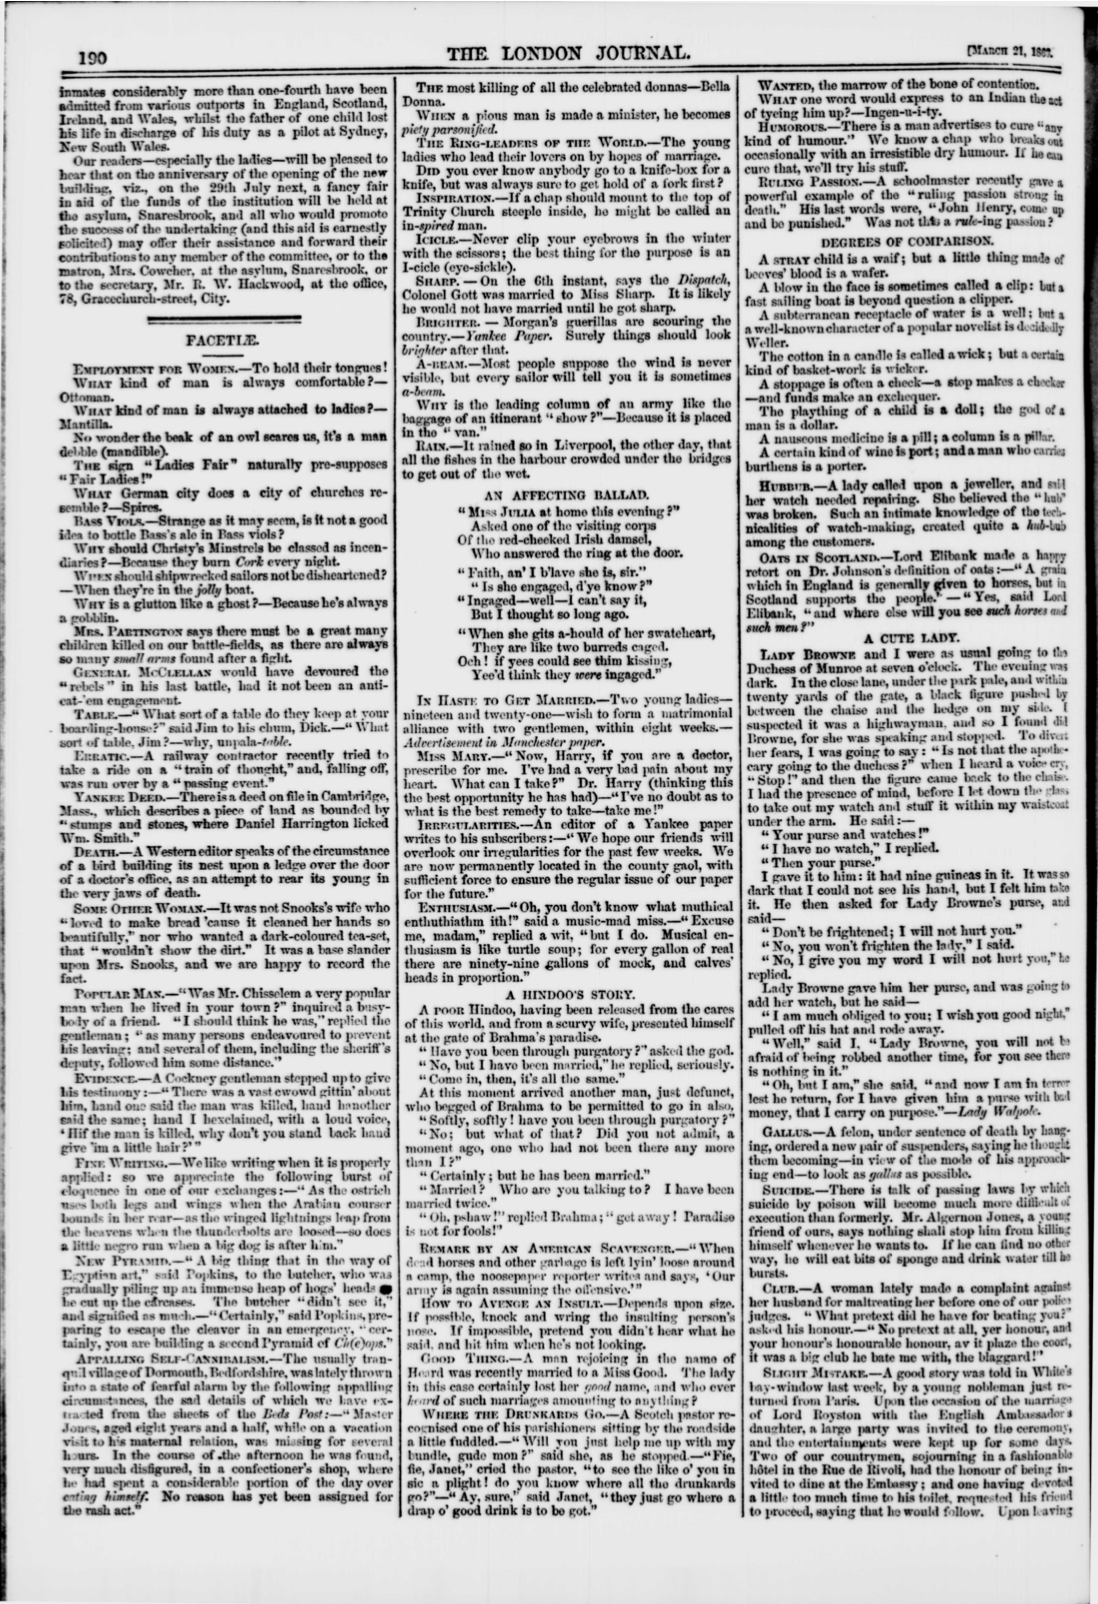 190
THE LONDON JOURNAL.
[MARCH 21, 1862.
inmates considerably more than one-fourth have been
admitted from various outports in England, Scotland,
Ireland, and Wales, whilst the father of one child lost
his life in discharge of his duty as a pilot at Sydney,
New South Wales.
Our readers—especially the ladies—will be pleased to
hear that on the anniversary of the opening of the new
building, viz., on the 29th July next, a fancy fair
in aid of the funds of the institution will be held at
the asylum, Snaresbrook, and all who would promote
the success of the undertaking (and this aid is earnestly
solicited) may offer their assistance and forward their
contributions to any member of the committee, or to the
matron, Mrs. Cowcher, at the asylum, Snaresbrook, or
to the secretary, Mr. R. W. Hackwood, at the office,
78, Gracechurch-street, City.
FACETIÆ.
EMPLOYMENT FOR WOMEN.—To hold their tongues!
WHAT kind of man is always comfortable?—
Ottoman.
WHAT kind of man is always attached to ladies?—
Mantilla.
No wonder the beak of an owl scares us, it's a man
deible (mandible).
THE sign "Ladies Fair" naturally pre-supposes
"Fair Ladies!"
WHAT German city does a city of churches re-
semble?—Spires.
BASS VIOLS.—Strange as it may seem, is it not a good
idea to bottle Bass's ale in Bass viols?
WHY should Christy's Minstrels be classed as incen-
diaries?—Because they burn Cork every night.
WHEN should shipwrecked sailors not be disheartened?
—When they're in the jolly boat.
WHY is a glutton like a ghost?—Because he's always
a gobblin.
MRS. PARTINGTON says there must be a great many
children killed on our battle-fields, as there are always
so many small arms found after a fight.
GENERAL McCLELLAN would have devoured the
"rebels" in his last battle, had it not been an anti-
eat-'em engagement.
TABLE.—"What sort of a table do they keep at your
boarding-house?" said Jim to his chum, Dick.—"What
sort of table, Jim?—why, unpala-table.
ERRATIC.—A railway contractor recently tried to
take a ride on a "train of thought," and, falling off,
was run over by a "passing event."
YANKEE DEED.—There is a deed on file in Cambridge,
Mass., which describes a piece of land as bounded by
"stumps and stones, where Daniel Harrington licked
Wm. Smith."
DEATH.—A Western editor speaks of the circumstance
of a bird building its nest upon a ledge over the door
of a doctor's office, as an attempt to rear its young in
the very jaws of death.
SOME OTHER WOMAN.—It was not Snooks's wife who
"loved to make bread 'cause it cleaned her hands so
beautifully," nor who wanted a dark-coloured tea-set,
that "wouldn't show the dirt." It was a base slander
upon Mrs. Snooks, and we are happy to record the
fact.
POPULAR MAN.—"Was Mr. Chisselem a very popular
man when he lived in your town?" inquired a busy-
body of a friend. "I should think he was," replied the
gentleman; "as many persons endeavoured to prevent
his leaving; and several of them, including the sheriff's
deputy, followed him some distance."
EVIDENCE.—A Cockney gentleman stepped up to give
his testimony:—"There was a vast cwowd gittin' about
him, hand one said the man was killed, hand hanother
said the same; hand I hexclaimed, with a loud voice,
'Hif the man is killed, why don't you stand back hand
give 'im a little hair?'"
FINE WRITING.—We like writing when it is properly
applied: so we appreciate the following burst of
eloquence in one of our exchanges:—"As the ostrich
uses both legs and wings when the Arabian courser
bounds in her rear—as the winged lightnings leap from
the heavens when the thunderbolts are loosed—so does
a little negro run when a big dog is after him."
NEW PYRAMID.—"A big thing that in the way of
Egyptian art," said Popkins, to the butcher, who was
gradually piling up an immense heap of hogs' heads
he cut up the carcases. The butcher "didn't see it,"
and signified as much.—"Certainly," said Popkins, pre-
paring to escape the cleaver in an emergency, "cer-
tainly, you are building a second Pyramid of Ch(e)ops."
APPALLING SELF-CANNIBALISM.—The usually tran-
quil village of Dormouth, Bedfordshire, was lately thrown
into a state of fearful alarm by the following appalling
circumstances, the sad details of which we have ex-
tracted from the sheets of the Beds Post:—"Master
Jones, aged eight years and a half, while on a vacation
visit to his maternal relation, was missing for several
hours. In the course of the afternoon he was found,
very much disfigured, in a confectioner's shop, where
he had spent a considerable portion of the day over
eating himself. No reason has yet been assigned for
the rash act."
THE most killing of all the celebrated donnas—Bella
Donna.
WHEN a pious man is made a minister, he becomes
piety parsonified.
THE RING-LEADERS OF THE WORLD.—The young
ladies who lead their lovers on by hopes of marriage.
DID you ever know anybody go to a knife-box for a
knife, but was always sure to get hold of a fork first?
INSPIRATION.—If a chap should mount to the top of
Trinity Church steeple inside, he might be called an
in-spired man.
ICICLE.—Never clip your eyebrows in the winter
with the scissors; the best thing for the purpose is an
I-cicle (eye-sickle).
SHARP.—On the 6th instant, says the Dispatch,
Colonel Gott was married to Miss Sharp. It is likely
he would not have married until he got sharp.
BRIGHTER.—Morgan's guerillas are scouring the
country.—Yankee Paper. Surely things should look
brighter after that.
A-BEAM.—Most people suppose the wind is never
visible, but every sailor will tell you it is sometimes
a-beam.
WHY is the leading column of an army like the
baggage of an itinerant "show?"—Because it is placed
in the "van."
RAIN.—It rained so in Liverpool, the other day, that
all the fishes in the harbour crowded under the bridges
to get out of the wet.
AN AFFECTING BALLAD.
"MISS JULIA at home this evening?"
Asked one of the visiting corps
Of the red-cheeked Irish damsel,
Who answered the ring at the door.
"Faith, an' I b'lave she is, sir."
"Is she engaged, d'ye know?"
"Ingaged—well—I can't say it,
But I thought so long ago.
"When she gits a-hould of her swateheart,
They are like two burreds caged.
Och! if yees could see thim kissing,
Yee'd think they were ingaged."
IN HASTE TO GET MARRIED.—Two young ladies—
nineteen and twenty-one—wish to form a matrimonial
alliance with two gentlemen, within eight weeks.—
Advertisement in Manchester paper.
MISS MARY.—"Now, Harry, if you are a doctor,
prescribe for me. I've had a very bad pain about my
heart. What can I take?" Dr. Harry (thinking this
the best opportunity he has had)—"I've no doubt as to
what is the best remedy to take—take me!"
IRREGULARITIES.—An editor of a Yankee paper
writes to his subscribers:—"We hope our friends will
overlook our irregularities for the past few weeks. We
are now permanently located in the county gaol, with
sufficient force to ensure the regular issue of our paper
for the future."
ENTHUSIASM.—"Oh, you don't know what muthical
enthuthiathm ith!" said a music-mad miss.—"Excuse
me, madam," replied a wit, "but I do. Musical en-
thusiasm is like turtle soup; for every gallon of real
there are ninety-nine gallons of mock, and calves'
heads in proportion."
A HINDOO'S STORY.
A POOR Hindoo, having been released from the cares
of this world, and from a scurvy wife, presented himself
at the gate of Brahma's paradise.
"Have you been through purgatory?" asked the god.
"No, but I have been married," he replied, seriously.
"Come in, then, it's all the same."
At this moment arrived another man, just defunct,
who begged of Brahma to be permitted to go in also.
"Softly, softly! have you been through purgatory?"
"No; but what of that? Did you not admit, a
moment ago, one who had not been there any more
than I?"
"Certainly; but he has been married."
"Married? Who are you talking to? I have been
married twice."
"Oh, pshaw!" replied Brahma; "get away! Paradise
is not for fools!"
REMARK BY AN AMERICAN SCAVENGER.—"When
dead horses and other garbage is left lyin' loose around
a camp, the noosepaper reporter writes and says, 'Our
army is again assuming the offensive.'"
HOW TO AVENGE AN INSULT.—Depends upon size.
If possible, knock and wring the insulting person's
nose. If impossible, pretend you didn't hear what he
said, and hit him when he's not looking.
GOOD THING.—A man rejoicing in the name of
Heard was recently married to a Miss Good. The lady
in this case certainly lost her good name, and who ever
heard of such marriages amounting to anything?
WHERE THE DRUNKARDS GO.—A Scotch pastor re-
cognised one of his parishioners sitting by the roadside
a little fuddled.—"Will you just help me up with my
bundle, gude mon?" said she, as he stopped.—"Fie,
fie, Janet," cried the pastor, "to see the like o' you in
sic a plight! do you know where all the drunkards
go?"—"Ay, sure," said Janet, "they just go where a
drap o' good drink is to be got."
WANTED, the marrow of the bone of contention.
WHAT one word would express to an Indian the act
of tyeing him up?—Ingen-u-i-ty.
HUMOROUS.—There is a man advertises to cure "any
kind of humour." We know a chap who breaks out
occasionally with an irresistible dry humour. If he can
cure that, we'll try his stuff.
RULING PASSION.—A schoolmaster recently gave a
powerful example of the "ruling passion strong in
death." His last words were, "John Henry, come up
and be punished." Was not this a rule-ing passion?
DEGREES OF COMPARISON.
A STRAY child is a waif; but a little thing made of
beeves' blood is a wafer.
A blow in the face is sometimes called a clip: but a
fast sailing boat is beyond question a clipper.
A subterranean receptacle of water is a well; but a
a well-known character of a popular novelist is decidedly
Weller.
The cotton in a candle is called a wick; but a certain
kind of basket-work is wicker.
A stoppage is often a check—a stop makes a checker
—and funds make an exchequer.
The plaything of a child is a doll; the god of a
man is a dollar.
A nauseous medicine is a pill; a column is a pillar.
A certain kind of wine is port; and a man who carries
burthens is a porter.
HUBBUB.—A lady called upon a jeweller, and said
her watch needed repairing. She believed the "hub"
was broken. Such an intimate knowledge of the tech-
nicalities of watch-making, created quite a hub-bub
among the customers.
OATS IN SCOTLAND.—Lord Elibank made a happy
retort on Dr. Johnson's definition of oats:—"A grain
which in England is generally given to horses, but in
Scotland supports the people."—"Yes, said Lord
Elibank, "and where else will you see such horses and
such men?"
A CUTE LADY.
LADY BROWNE and I were as usual going to the
Duchess of Munroe at seven o'clock. The evening was
dark. In the close lane, under the park pale, and within
twenty yards of the gate, a black figure pushed by
between the chaise and the hedge on my side. I
suspected it was a highwayman, and so I found did
Browne, for she was speaking and stopped. To divert
her fears, I was going to say: "Is not that the apothe-
cary going to the duchess?" when I heard a voice cry,
"Stop!" and then the figure came back to the chaise.
I had the presence of mind, before I let down the glass,
to take out my watch and stuff it within my waistcoat
under the arm. He said:—
"Your purse and watches!"
"I have no watch," I replied.
"Then your purse."
I gave it to him: it had nine guineas in it. It was so
dark that I could not see his hand, but I felt him take
it. He then asked for Lady Browne's purse, and
said—
"Don't be frightened; I will not hurt you."
"No, you won't frighten the lady," I said.
"No, I give you my word I will not hurt you," he
replied.
Lady Browne gave him her purse, and was going to
add her watch, but he said—
"I am much obliged to you; I wish you good night,"
pulled off his hat and rode away.
"Well," said I, "Lady Browne, you will not be
afraid of being robbed another time, for you see there
is nothing in it."
"Oh, but I am," she said, "and now I am in terror
lest he return, for I have given him a purse with bad
money, that I carry on purpose."—Lady Walpole.
GALLUS.—A felon, under sentence of death by hang-
ing, ordered a new pair of suspenders, saying he thought
them becoming—in view of the mode of his approach-
ing end—to look as gallus as possible.
SUICIDE.—There is talk of passing laws by which
suicide by poison will become much more difficult of
execution than formerly. Mr. Algernon Jones, a young
friend of ours, says nothing shall stop him from killing
himself whenever he wants to. If he can find no other
way, he will eat bits of sponge and drink water till he
bursts.
CLUB.—A woman lately made a complaint against
her husband for maltreating her before one of our police
judges. "What pretext did he have for beating you?"
asked his honour.—"No pretext at all, yer honour, and
your honour's honourable honour, av it plaze the coort,
it was a big club he bate me with, the blaggard!"
SLIGHT MISTAKE.—A good story was told in White's
bay-window last week, by a young nobleman just re-
turned from Paris. Upon the occasion of the marriage
of Lord Royston with the English Ambassador's
daughter, a large party was invited to the ceremony,
and the entertainments were kept up for some days.
Two of our countrymen, sojourning in a fashionable
hôtel in the Rue de Rivoli, had the honour of being in-
vited to dine at the Embassy; and one having devoted
a little too much time to his toilet, requested his friend
to proceed, saying that he would follow. Upon leaving